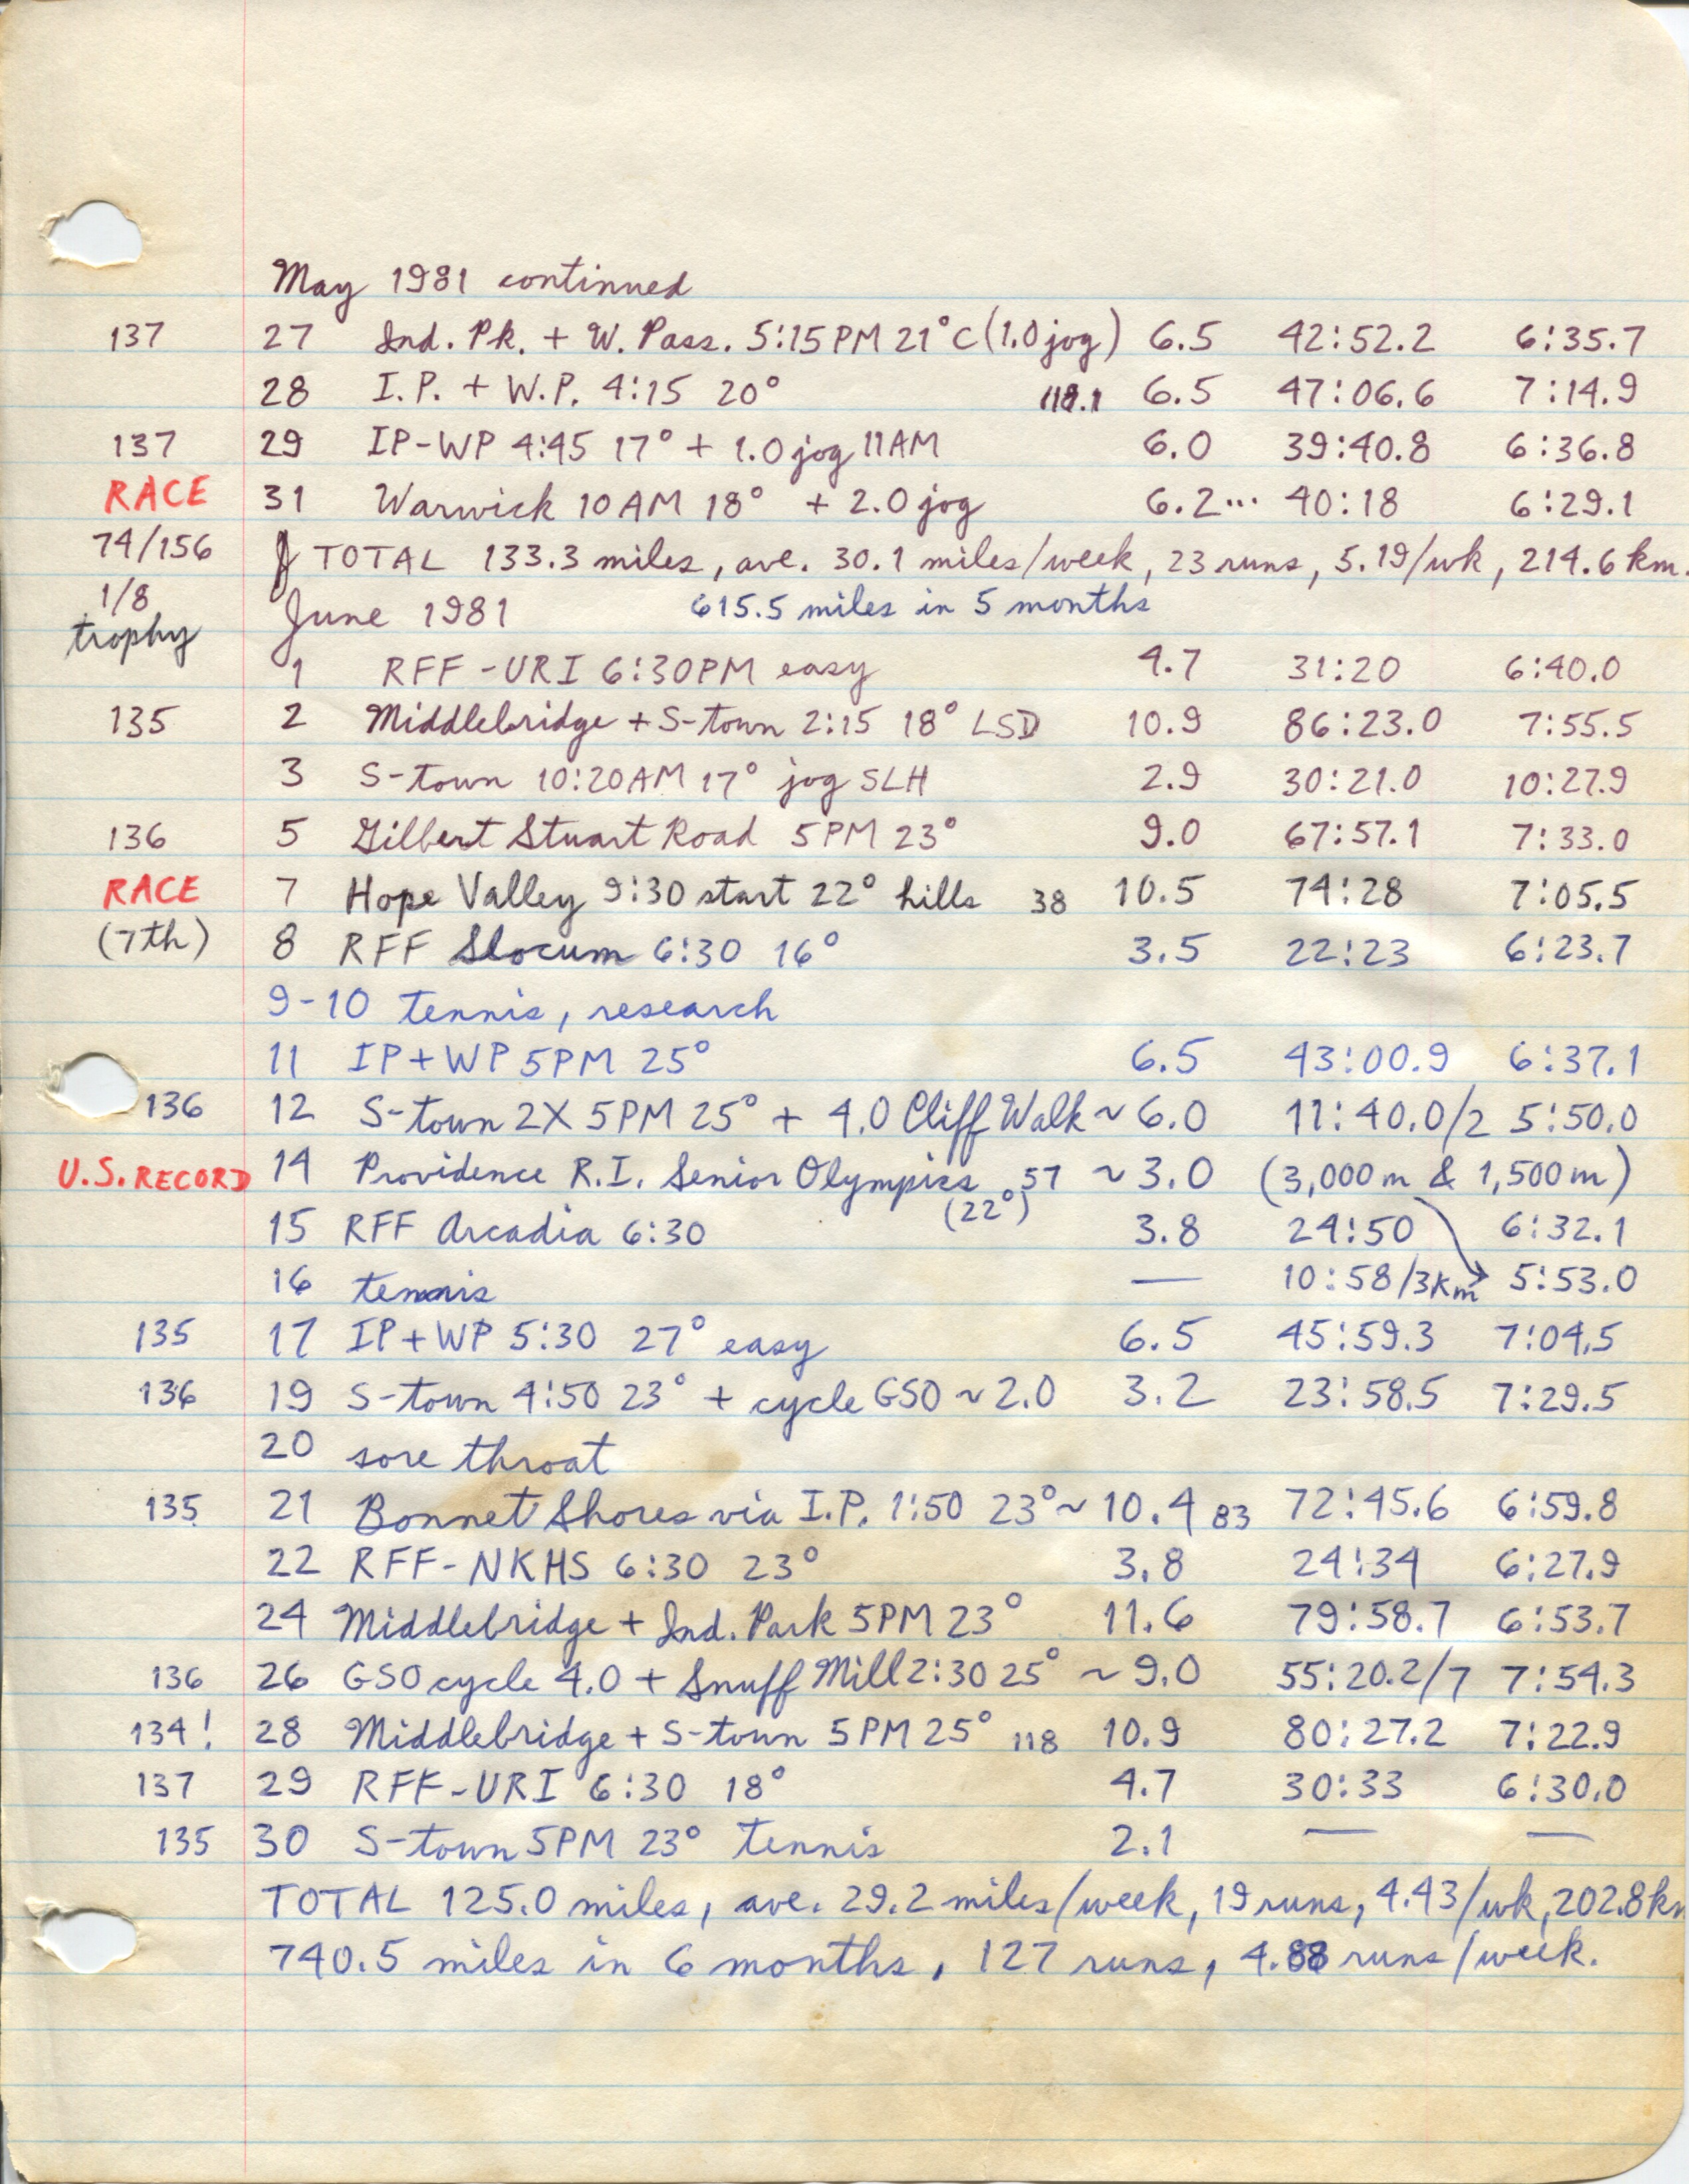 May 1981 continued
137 27 Ind. Pk. + W. Pass. 5:15 PM 21°C (1.0 jog) 6.5 42:52.2 6:35.7
28 I.P. + W.P. 4:15 20° 118.1 6.5 47:06.6 7:14.9
137 29 IP-WP 4:45 17° + 1.0 jog 11AM 6.0 39:40.8 6:36.8
RACE 31 Warwick 10 AM 18° + 2.0 jog 6.2... 40:18 6:29.1
74/156 TOTAL 133.3 miles, ave. 30.1 miles/week, 23 runs, 5.19/wk, 214.6 km.
1/8 June 1981 615.5 miles in 5 months
trophy
1 RFF-URI 6:30PM easy 4.7 31:20 6:40.0
135 2 Middlebridge + S-town 2:15 18° LSD 10.9 86:23.0 7:55.5
3 S-town 10:20AM 17° jog SLH 2.9 30:21.0 10:27.9
136 5 Gilbert Stuart Road 5PM 23° 9.0 67:57.1 7:33.0
RACE 7 Hope Valley 9:30 start 22° hills 38 10.5 74:28 7:05.5
(7th) 8 RFF Slocum 6:30 16° 3.5 22:23 6:23.7
9-10 tennis, research
11 IP+WP 5PM 25° 6.5 43:00.9 6:37.1
136 12 S-town 2X 5PM 25° + 4.0 Cliff Walk ~ 6.0 11:40.0/2 5:50.0
U.S. RECORD 14 Providence R.I. Senior Olympics 57 ~3.0 (3,000m & 1,500m)
(22°)
15 RFF Arcadia 6:30 3.8 24:50 6:32.1
16 tennis — 10:58/3km 5:53.0
135 17 IP+WP 5:30 27° easy 6.5 45:59.3 7:04.5
136 19 S-town 4:50 23° + cycle GSO ~2.0 3.2 23:58.5 7:29.5
20 sore throat
135 21 Bonnet Shores via I.P. 1:50 23° ~ 10.4 83 72:45.6 6:59.8
22 RFF-NKHS 6:30 23° 3.8 24:34 6:27.9
24 Middlebridge + Ind. Park 5PM 23° 11.6 79:58.7 6:53.7
136 26 GSO cycle 4.0 + Snuff Mill 2:30 25° ~9.0 55:20.2/7 7:54.3
134! 28 Middlebridge + S-town 5PM 25° 118 10.9 80:27.2 7:22.9
137 29 RFF-URI 6:30 18° 4.7 30:33 6:30.0
135 30 S-town 5PM 23° tennis 2.1 — —
TOTAL 125.0 miles, ave. 29.2 miles/week, 19 runs, 4.43/wk, 202.8 km
740.5 miles in 6 months, 127 runs, 4.88 runs/week.